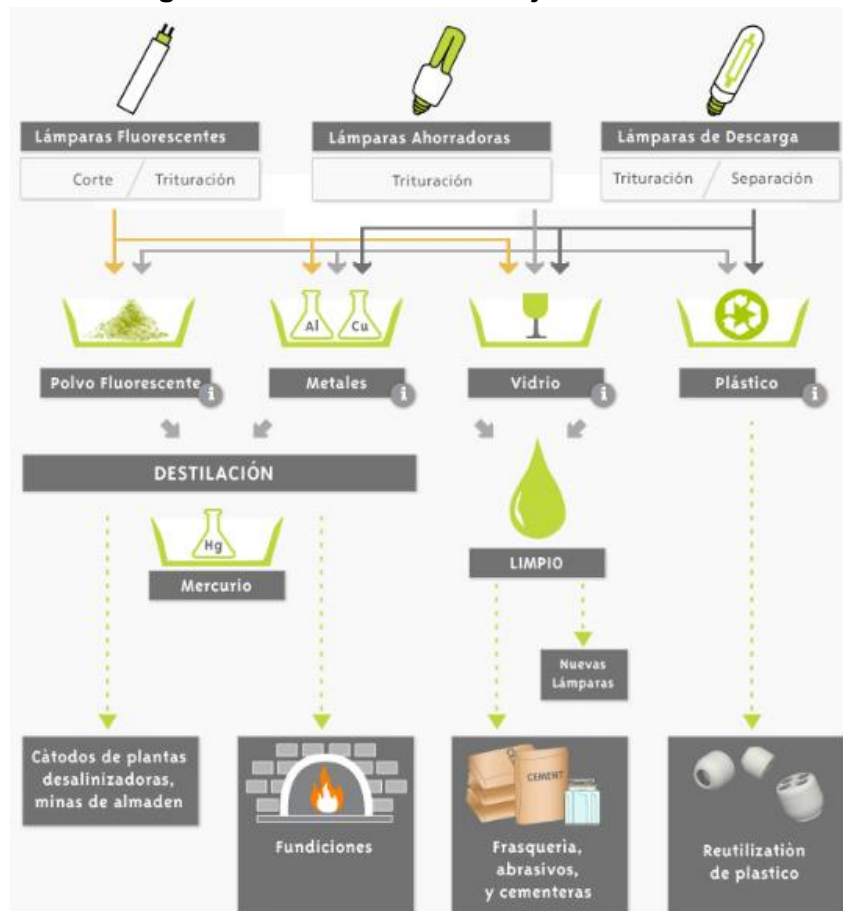 Lámparas Fluorescentes
Lámparas Ahorradoras
Lámparas de Descarga
Corte / Trituración
Trituración
Trituración / Separación
Al
Cu
Polvo Fluorescente
i
Metales
i
Vidrio
i
Plástico
i
DESTILACIÓN
Hg
Mercurio
LIMPIO
Nuevas
Lámparas
Càtodos de plantas
desalinizadoras,
minas de almaden
Fundiciones
CEMENT
Frasquerìa,
abrasivos,
y cementeras
Reutilizatiòn
de plastico